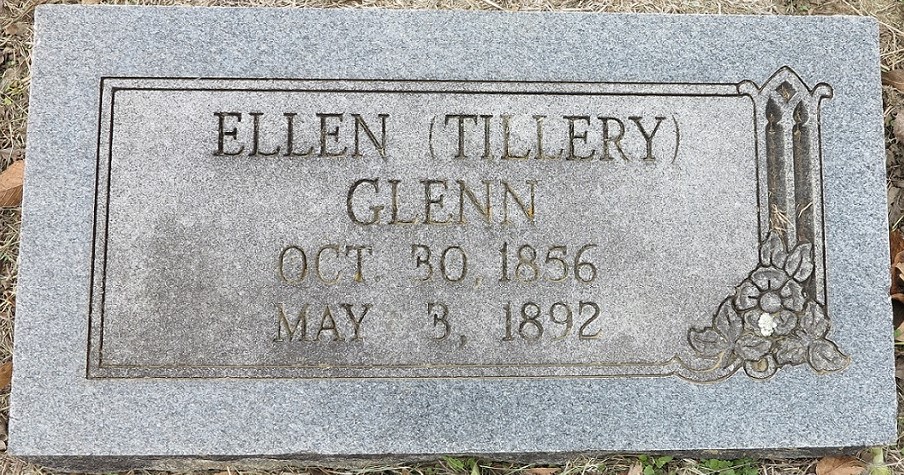 ELLEN (TILLERY)
GLENN
OCT 30, 1856
MAY 3, 1892